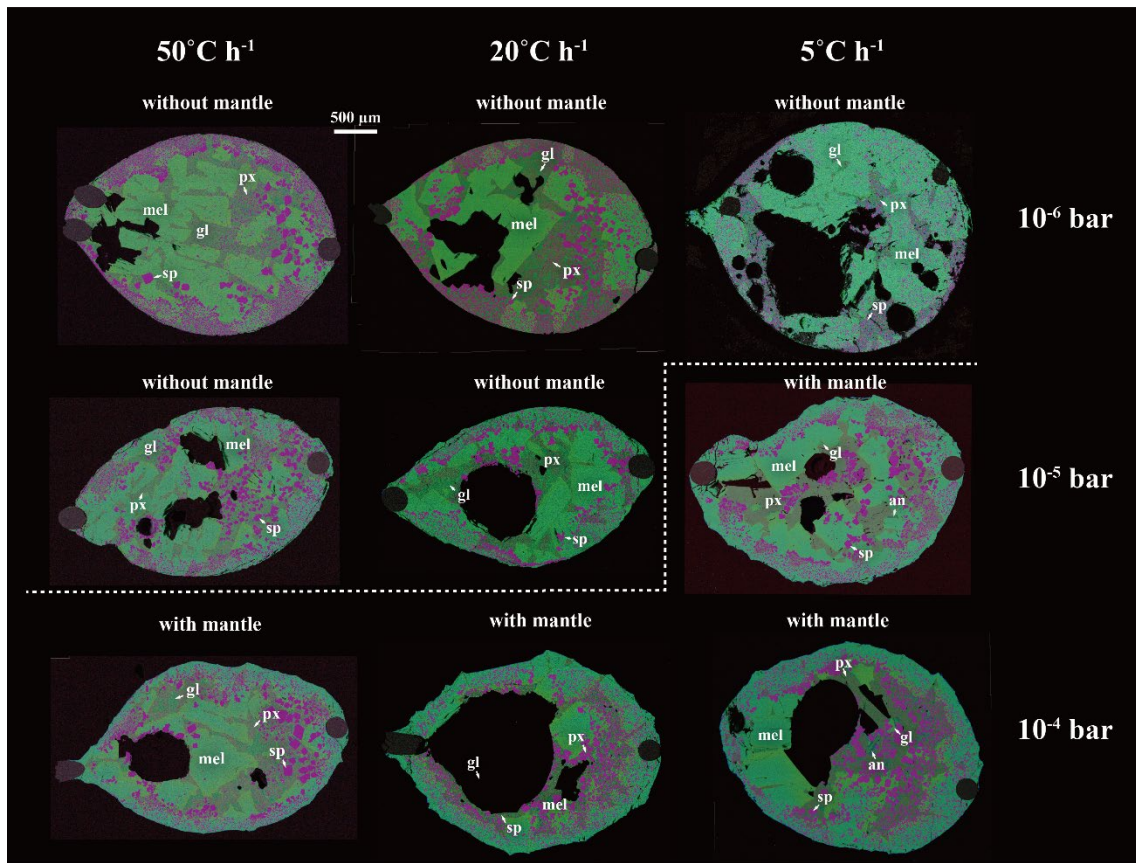 50°C h-1 20°C h-1 5°C h-1
without mantle without mantle without mantle
500 μm
gl
px
mel
gl
sp
gl
mel
px
sp
gl
px
mel
sp
10-6 bar
without mantle without mantle with mantle
gl
mel
px
sp
px
gl
mel
sp
gl
mel
px
an
sp
10-5 bar
with mantle with mantle with mantle
gl
px
sp
mel
px
gl
mel
sp
px
mel
gl
an
sp
10-4 bar